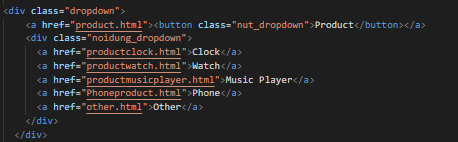 <div class="dropdown">
<a href="product.html"><button class="nut_dropdown">Product</button></a>
<div class="noidung_dropdown">
<a href="productclock.html">Clock</a>
<a href="productwatch.html">Watch</a>
<a href="productmusicplayer.html">Music Player</a>
<a href="Phoneproduct.html">Phone</a>
<a href="other.html">Other</a>
</div>
</div>